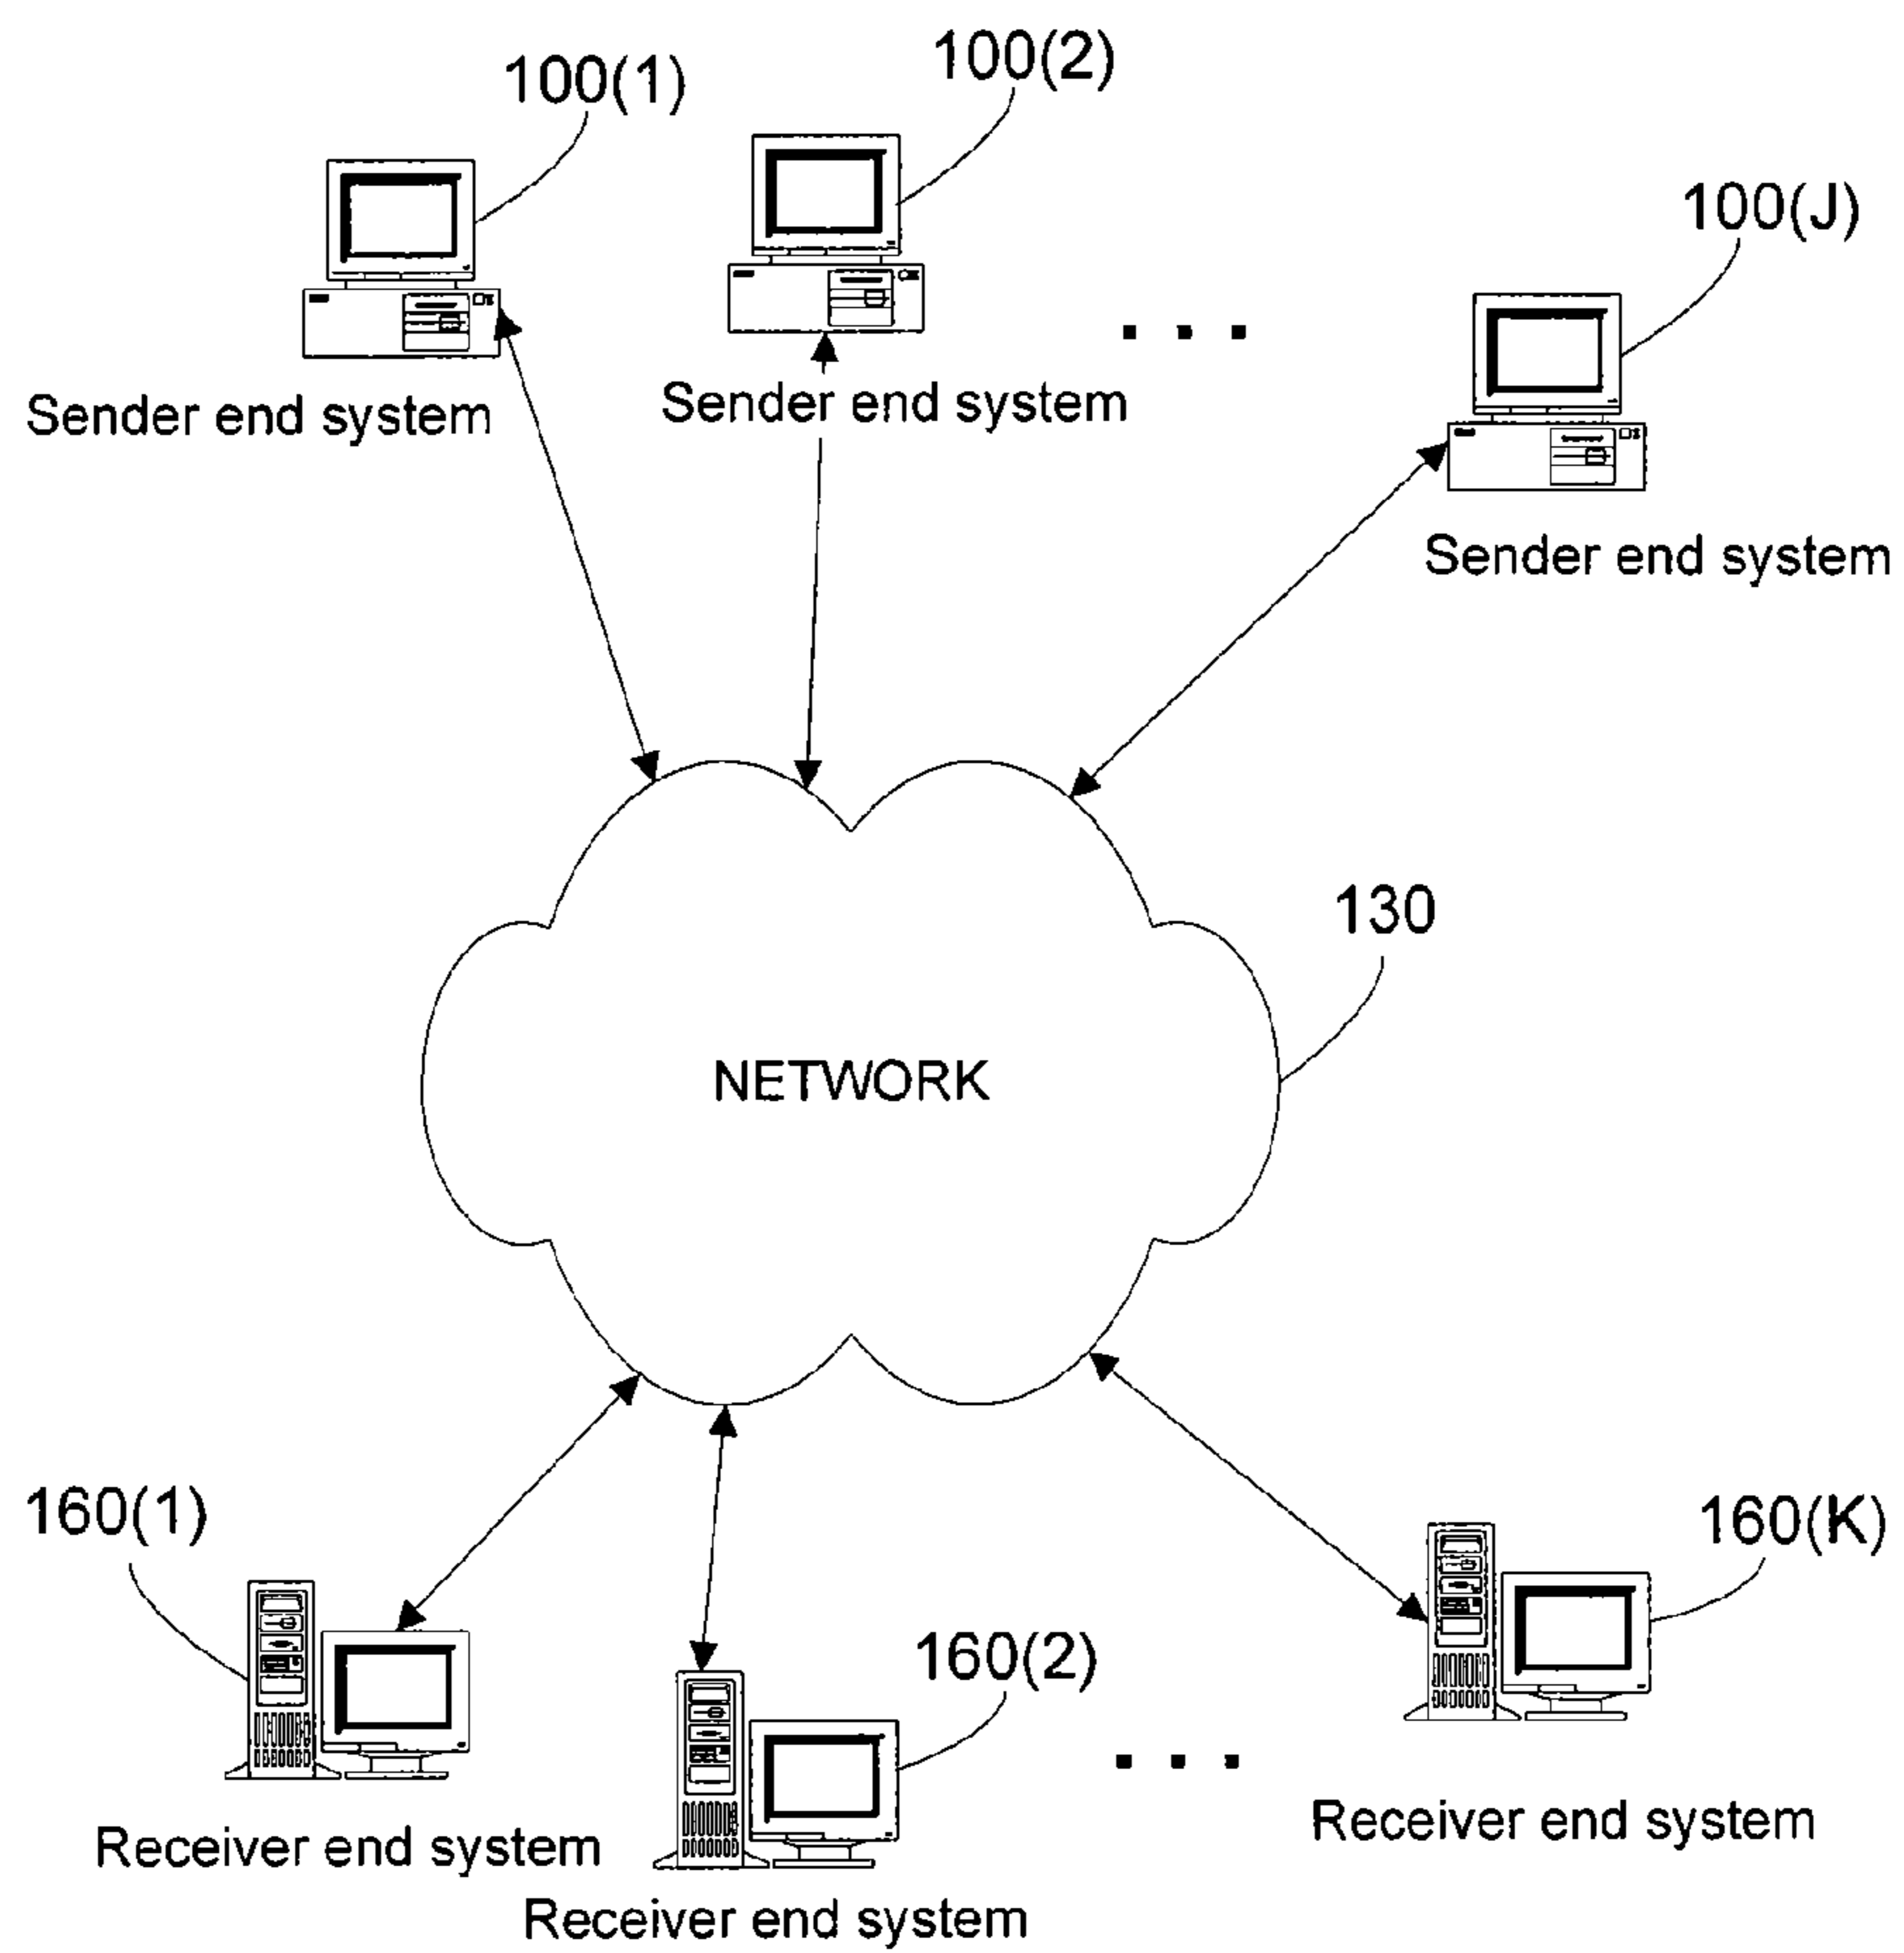 100(1)
100(2)
100(J)
. . .
Sender end system
Sender end system
Sender end system
130
NETWORK
160(1)
160(K)
160(2)
. . .
Receiver end system
Receiver end system
Receiver end system